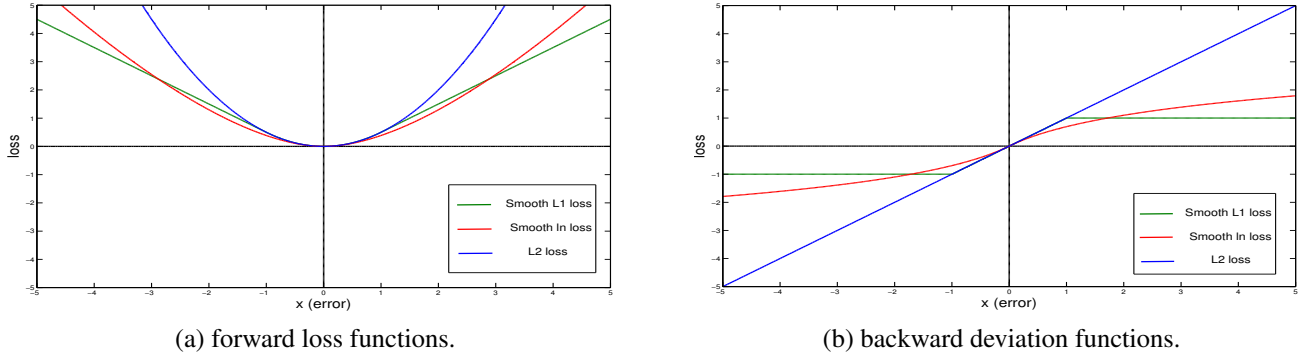 5
4
3
2
1
0
−1
−2
−3
−4
−5
loss
−5 −4 −3 −2 −1 0 1 2 3 4 5
x (error)
Smooth L1 loss
Smooth ln loss
L2 loss
(a) forward loss functions.
5
4
3
2
1
0
−1
−2
−3
−4
−5
loss
−5 −4 −3 −2 −1 0 1 2 3 4 5
x (error)
Smooth L1 loss
Smooth ln loss
L2 loss
(b) backward deviation functions.